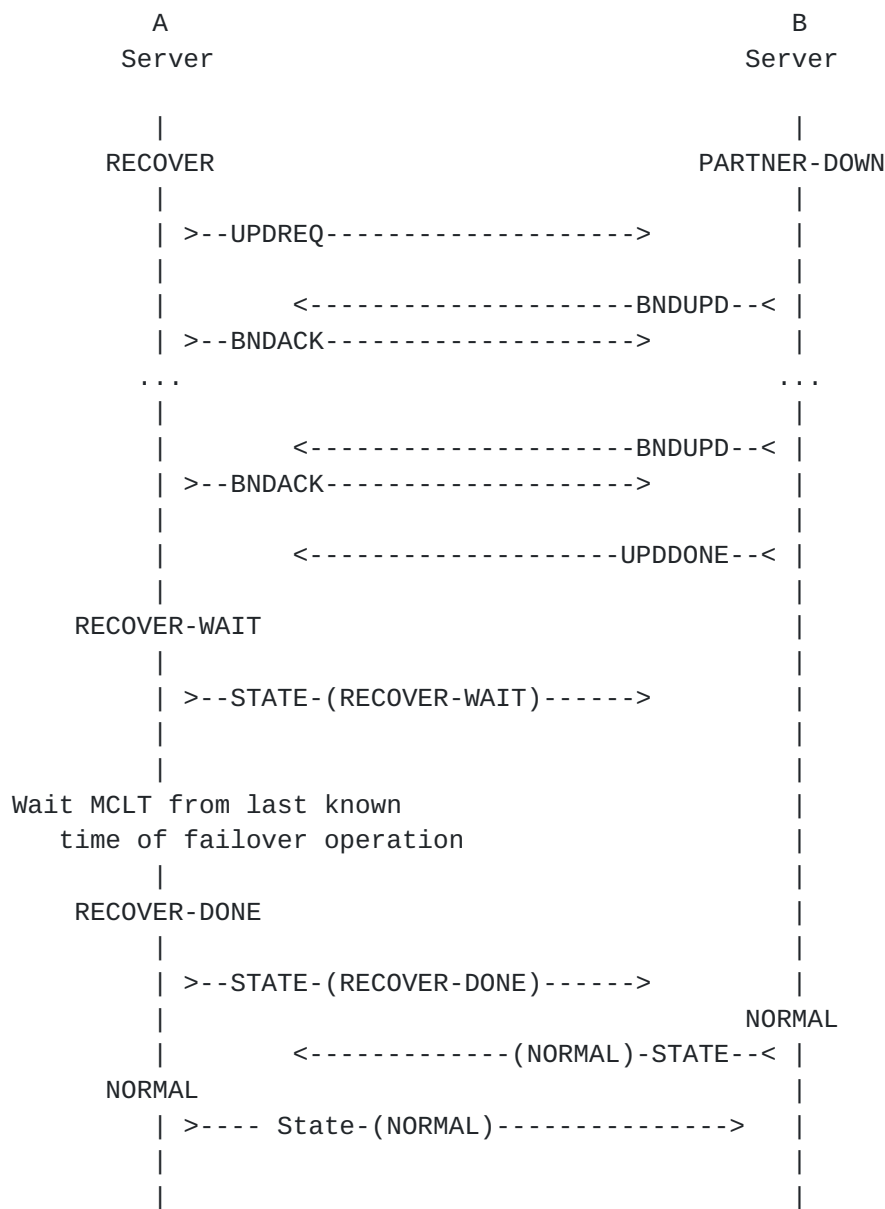 A                                         B
Server                                  Server
|                                         |
RECOVER                               PARTNER-DOWN
|                                         |
| >--UPDREQ-------------------->          |
|                                         |
|        <---------------------BNDUPD--< |
| >--BNDACK-------------------->          |
...                                       ...
|                                         |
|        <---------------------BNDUPD--< |
| >--BNDACK-------------------->          |
|                                         |
|        <--------------------UPDDONE--< |
|                                         |
RECOVER-WAIT                              |
|                                         |
| >--STATE-(RECOVER-WAIT)------>          |
|                                         |
|                                         |
Wait MCLT from last known                 |
time of failover operation                |
|                                         |
RECOVER-DONE                              |
|                                         |
| >--STATE-(RECOVER-DONE)------>          |
|                                     NORMAL
|        <-------------(NORMAL)-STATE--< |
NORMAL                                    |
| >---- State-(NORMAL)--------------->    |
|                                         |
|                                         |